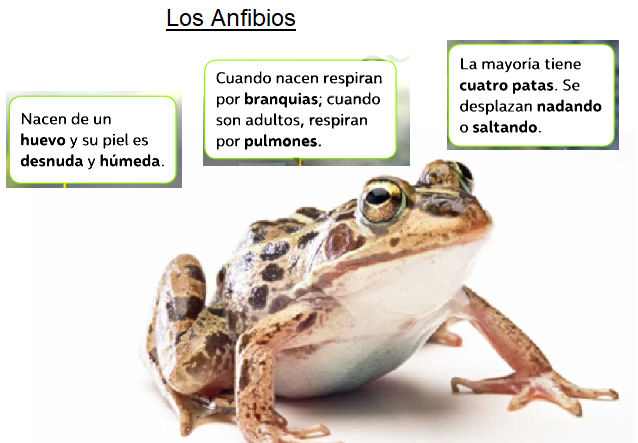 Los Anfibios
Nacen de un
huevo y su piel es
desnuda y húmeda.
Cuando nacen respiran
por branquias; cuando
son adultos, respiran
por pulmones.
La mayoría tiene
cuatro patas. Se
desplazan nadando
o saltando.